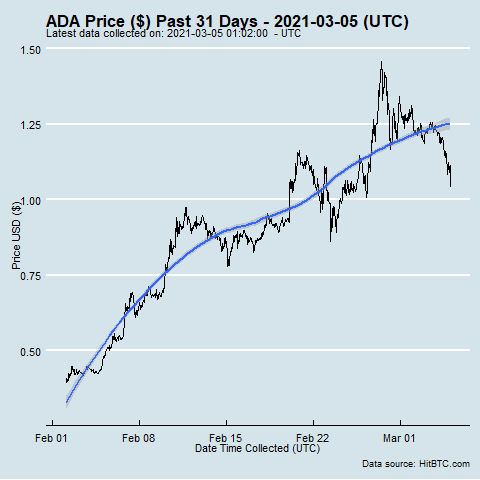 ADA Price ($) Past 31 Days - 2021-03-05 (UTC)
Latest data collected on: 2021-03-05 01:02:00 - UTC
1.50
1.25
1.00
0.75
0.50
Price USD ($)
Feb 01 Feb 08 Feb 15 Feb 22 Mar 01
Date Time Collected (UTC)
Data source: HitBTC.com